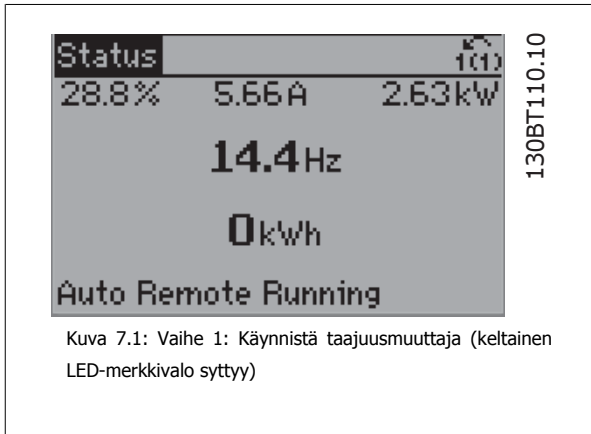 Status 1(1)
28.8% 5.66A 2.63kW
14.4Hz
0kWh
Auto Remote Running
130BT110.10
Kuva 7.1: Vaihe 1: Käynnistä taajuusmuuttaja (keltainen
LED-merkkivalo syttyy)